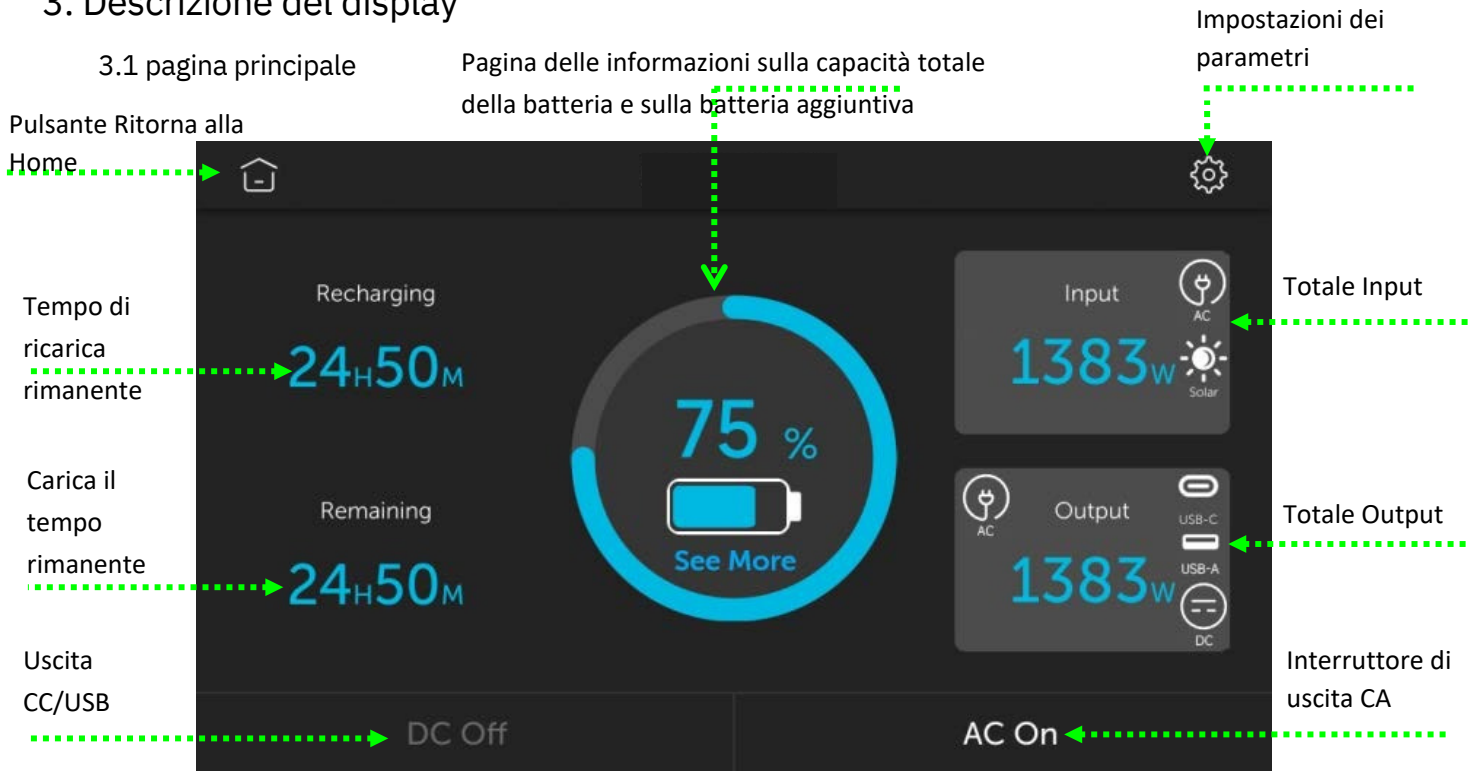 3. Descrizione del display
3.1 pagina principale
Pagina delle informazioni sulla capacità totale
della batteria e sulla batteria aggiuntiva
Impostazioni dei
parametri
Pulsante Ritorna alla
Home
Tempo di
ricarica
rimanente
Recharging
24H50M
Carica il
tempo
rimanente
Remaining
24H50M
75 %
See More
Input
AC
1383W
Solar
Totale Input
AC
Output
USB-C
USB-A
1383W
DC
Totale Output
Uscita
CC/USB
DC Off
AC On
Interruttore di
uscita CA